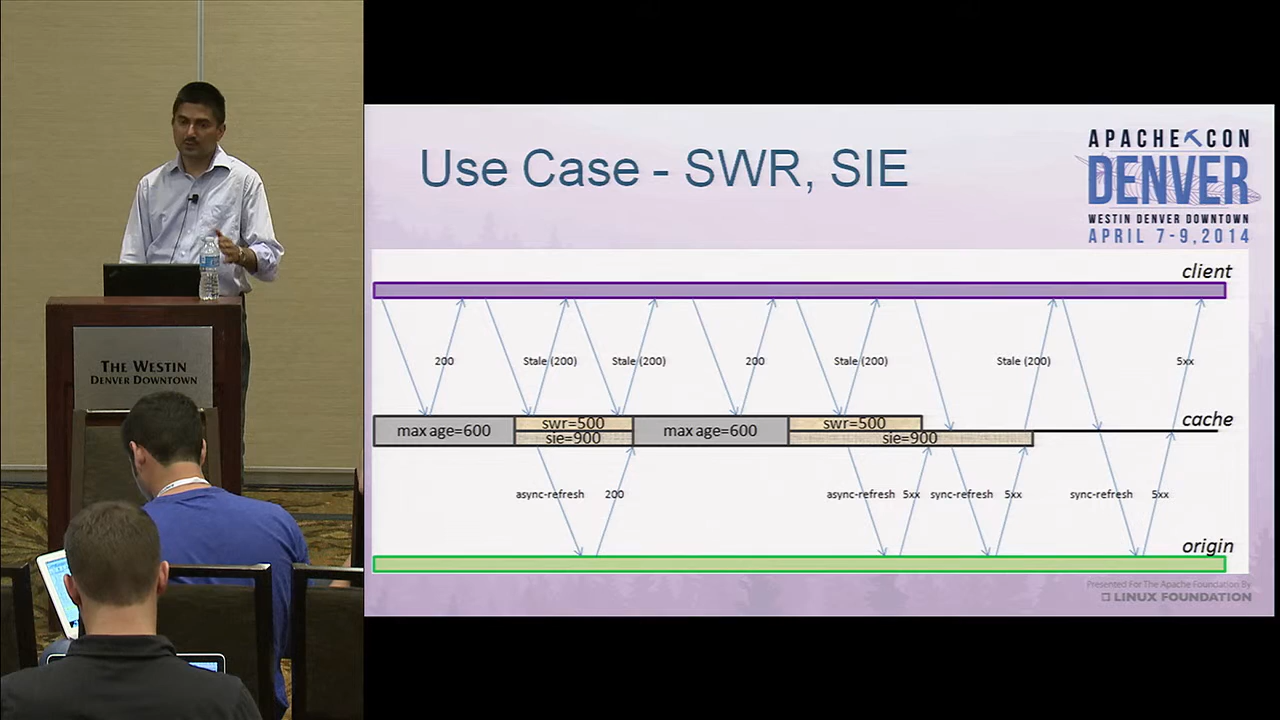 THE WESTIN
DENVER DOWNTOWN
Use Case - SWR, SIE
APACHE CON
DENVER
WESTIN DENVER DOWNTOWN
APRIL 7-9, 2014
client
200
Stale (200)
Stale (200)
200
Stale (200)
Stale (200)
5xx
cache
max age=600
swr=500
sie=900
max age=600
swr=500
sie=900
async-refresh
200
async-refresh
5xx
sync-refresh
5xx
sync-refresh
5xx
origin
Presented For The Apache Foundation By
LINUX FOUNDATION